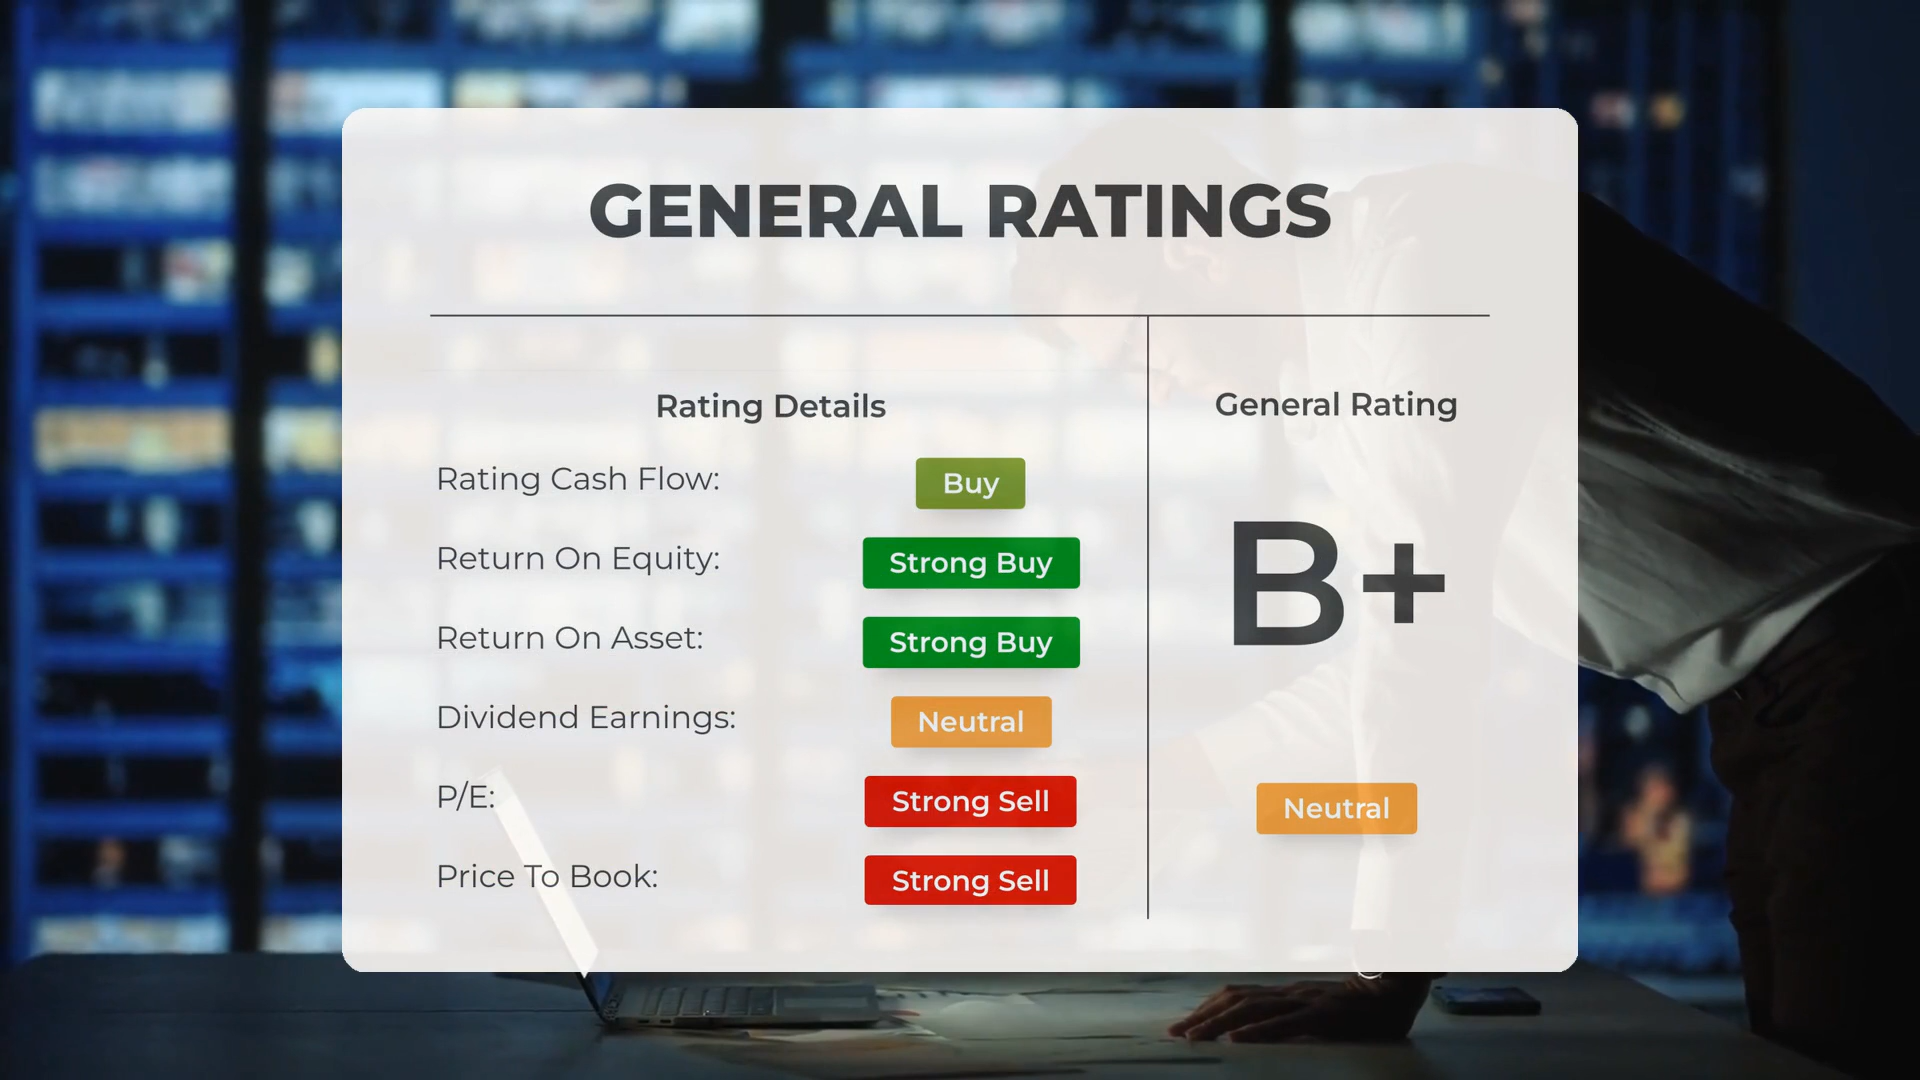 GENERAL RATINGS
Rating Details
Rating Cash Flow: Buy
Return On Equity: Strong Buy
Return On Asset: Strong Buy
Dividend Earnings: Neutral
P/E: Strong Sell
Price To Book: Strong Sell
General Rating
B+
Neutral